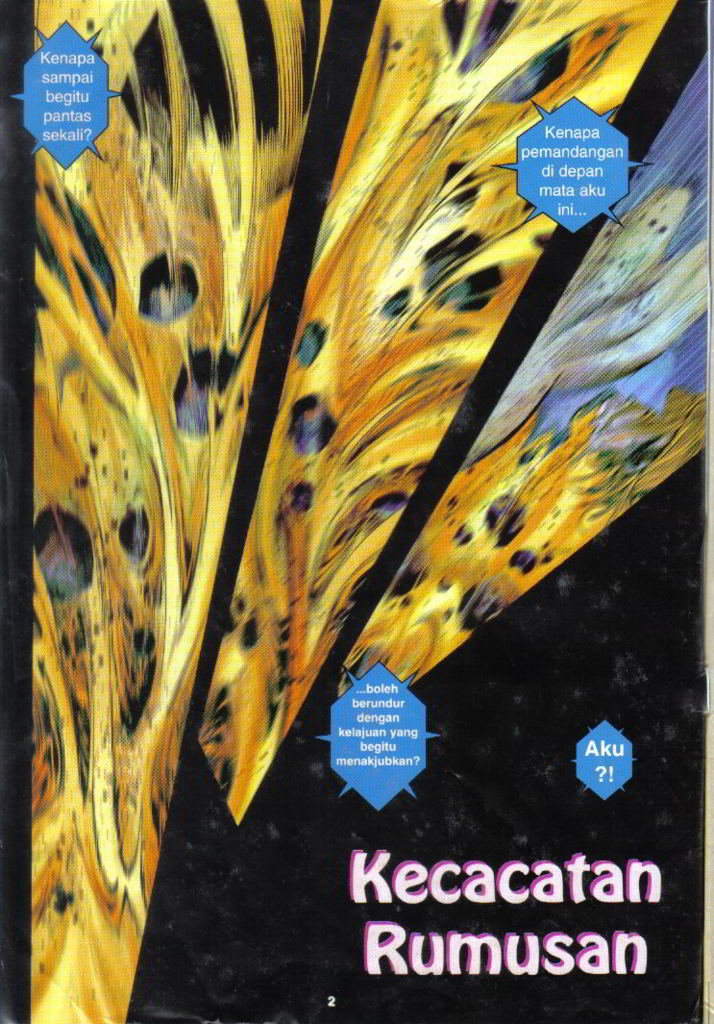 Kenapa
sampai
begitu
pantas
sekali?
Kenapa
pemandangan
di depan
mata aku
ini...
...boleh
berundur
dengan
kelajuan yang
begitu
menakjubkan?
Aku
?!
Kecacatan
Rumusan
2